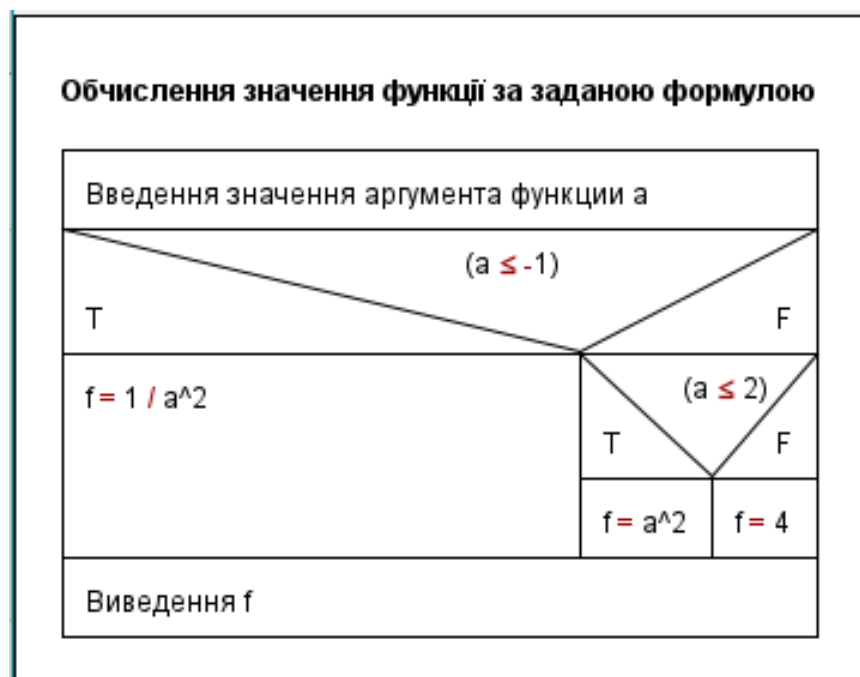 Обчислення значення функції за заданою формулою
Введення значення аргумента функции a
(a ≤ -1)
T
F
f = 1 / a^2
(a ≤ 2)
T
F
f = a^2
f = 4
Виведення f